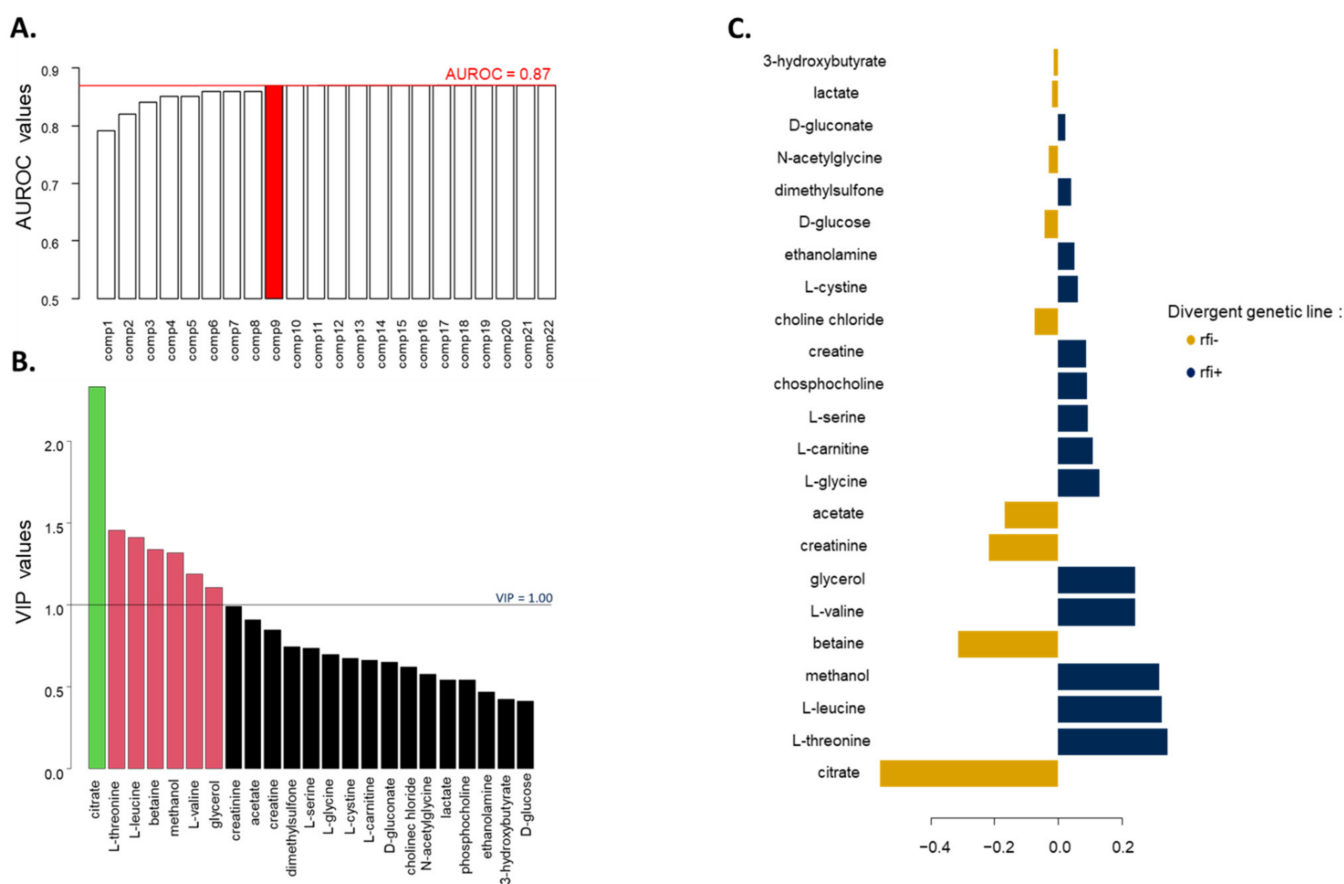 A.
AUROC values
0.9
0.8
0.7
0.6
0.5
AUROC = 0.87
comp1
comp2
comp3
comp4
comp5
comp6
comp7
comp8
comp9
comp10
comp11
comp12
comp13
comp14
comp15
comp16
comp17
comp18
comp19
comp20
comp21
comp22
B.
VIP values
2.0
1.5
1.0
0.5
0.0
VIP = 1.00
citrate
L-threonine
L-leucine
betaine
methanol
L-valine
glycerol
creatinine
acetate
creatine
dimethylsulfone
L-serine
L-glycine
L-cystine
L-carnitine
D-gluconate
cholinec hloride
N-acetylglycine
lactate
phosphocholine
ethanolamine
3-hydroxybutyrate
D-glucose
C.
3-hydroxybutyrate
lactate
D-gluconate
N-acetylglycine
dimethylsulfone
D-glucose
ethanolamine
L-cystine
choline chloride
creatine
chosphocholine
L-serine
L-carnitine
L-glycine
acetate
creatinine
glycerol
L-valine
betaine
methanol
L-leucine
L-threonine
citrate
−0.4
−0.2
0.0
0.2
Divergent genetic line :
rfi-
rfi+